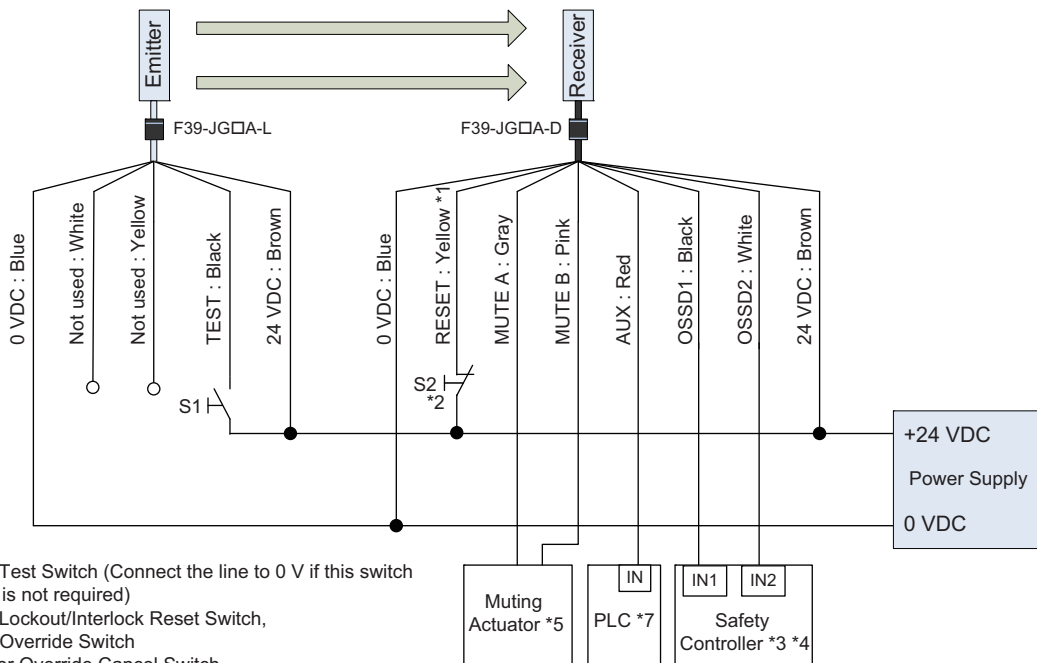 Emitter
Receiver
F39-JG□A-L
F39-JG□A-D
0 VDC : Blue
Not used : White
Not used : Yellow
TEST : Black
24 VDC : Brown
0 VDC : Blue
RESET : Yellow *1
MUTE A : Gray
MUTE B : Pink
AUX : Red
OSSD1 : Black
OSSD2 : White
24 VDC : Brown
S1
S2
*2
+24 VDC
Power Supply
0 VDC
Test Switch (Connect the line to 0 V if this switch
is not required)
Lockout/Interlock Reset Switch,
Override Switch
Muting
Actuator *5
IN
PLC *7
IN1
IN2
Safety
Controller *3 *4